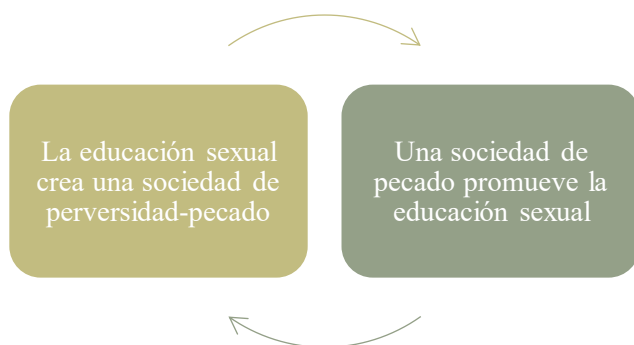 La educación sexual
crea una sociedad de
perversidad-pecado
Una sociedad de
pecado promueve la
educación sexual